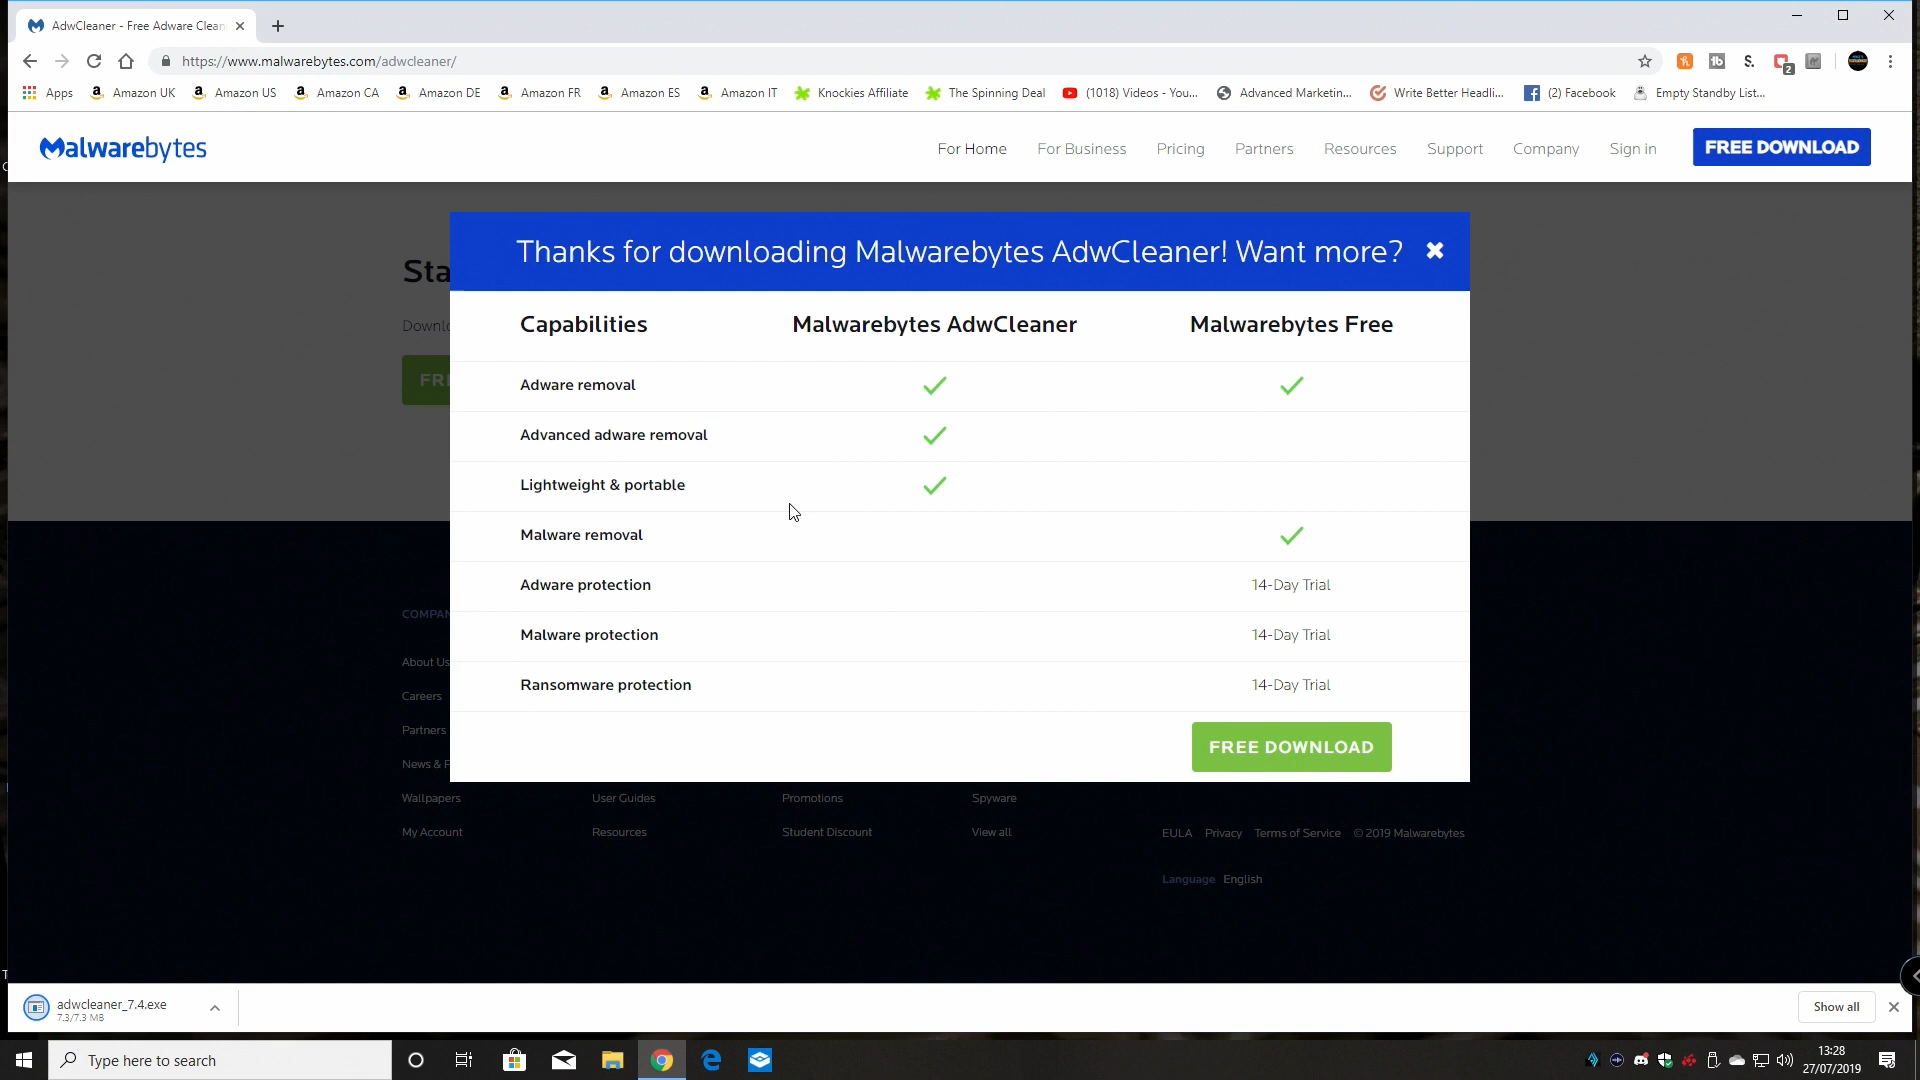 AdwCleaner - Free Adware Clean
https://www.malwarebytes.com/adwcleaner/
2
Apps Amazon UK Amazon US Amazon CA Amazon DE Amazon FR Amazon ES Amazon IT Knockies Affiliate The Spinning Deal (1018) Videos - You... Advanced Marketin... Write Better Headli... (2) Facebook Empty Standby List...
Malwarebytes For Home For Business Pricing Partners Resources Support Company Sign in FREE DOWNLOAD
Thanks for downloading Malwarebytes AdwCleaner! Want more?
Sta
Capabilities Malwarebytes AdwCleaner Malwarebytes Free
Downlo
FRE
Adware removal
Advanced adware removal
Lightweight & portable
Malware removal
Adware protection 14-Day Trial
COMPAN
Malware protection 14-Day Trial
About Us
Ransomware protection 14-Day Trial
Careers
Partners
FREE DOWNLOAD
News & P
Wallpapers User Guides Promotions Spyware
My Account Resources Student Discount View all EULA Privacy Terms of Service © 2019 Malwarebytes
Language English
adwcleaner_7.4.exe
7.3/7.3 MB
Show all
Type here to search
13:28
27/07/2019